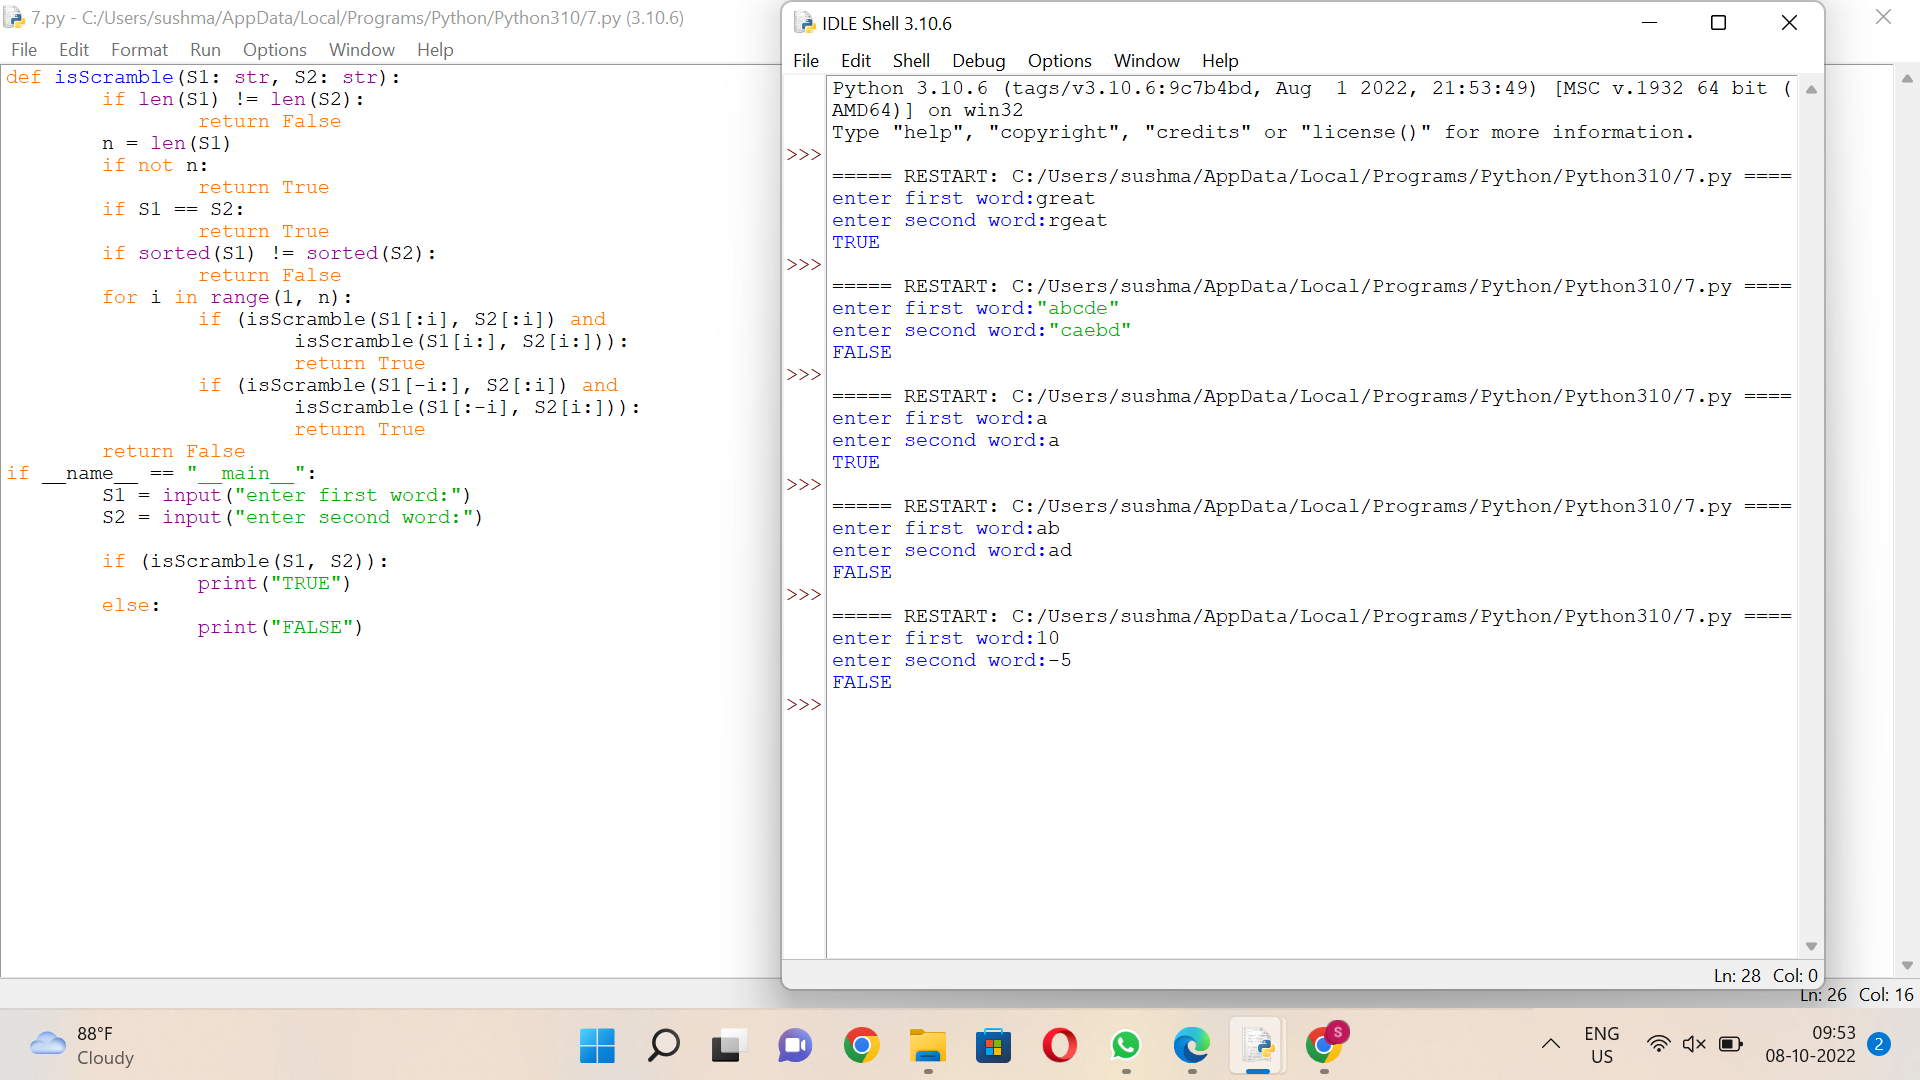 7.py - C:/Users/sushma/AppData/Local/Programs/Python/Python310/7.py (3.10.6)
File Edit Format Run Options Window Help
def isScramble(S1: str, S2: str):
        if len(S1) != len(S2):
                return False
        n = len(S1)
        if not n:
                return True
        if S1 == S2:
                return True
        if sorted(S1) != sorted(S2):
                return False
        for i in range(1, n):
                if (isScramble(S1[:i], S2[:i]) and
                        isScramble(S1[i:], S2[i:])):
                        return True
                if (isScramble(S1[-i:], S2[:i]) and
                        isScramble(S1[:-i], S2[i:])):
                        return True
        return False
if __name__ == "__main__":
        S1 = input("enter first word:")
        S2 = input("enter second word:")
        if (isScramble(S1, S2)):
                print("TRUE")
        else:
                print("FALSE")
IDLE Shell 3.10.6
File Edit Shell Debug Options Window Help
Python 3.10.6 (tags/v3.10.6:9c7b4bd, Aug  1 2022, 21:53:49) [MSC v.1932 64 bit (
AMD64)] on win32
Type "help", "copyright", "credits" or "license()" for more information.
>>>
===== RESTART: C:/Users/sushma/AppData/Local/Programs/Python/Python310/7.py ====
enter first word:great
enter second word:rgeat
TRUE
>>>
===== RESTART: C:/Users/sushma/AppData/Local/Programs/Python/Python310/7.py ====
enter first word:"abcde"
enter second word:"caebd"
FALSE
>>>
===== RESTART: C:/Users/sushma/AppData/Local/Programs/Python/Python310/7.py ====
enter first word:a
enter second word:a
TRUE
>>>
===== RESTART: C:/Users/sushma/AppData/Local/Programs/Python/Python310/7.py ====
enter first word:ab
enter second word:ad
FALSE
>>>
===== RESTART: C:/Users/sushma/AppData/Local/Programs/Python/Python310/7.py ====
enter first word:10
enter second word:-5
FALSE
>>>
Ln: 28 Col: 0
Ln: 26 Col: 16
88°F
Cloudy
S
ENG
US
09:53
08-10-2022
2